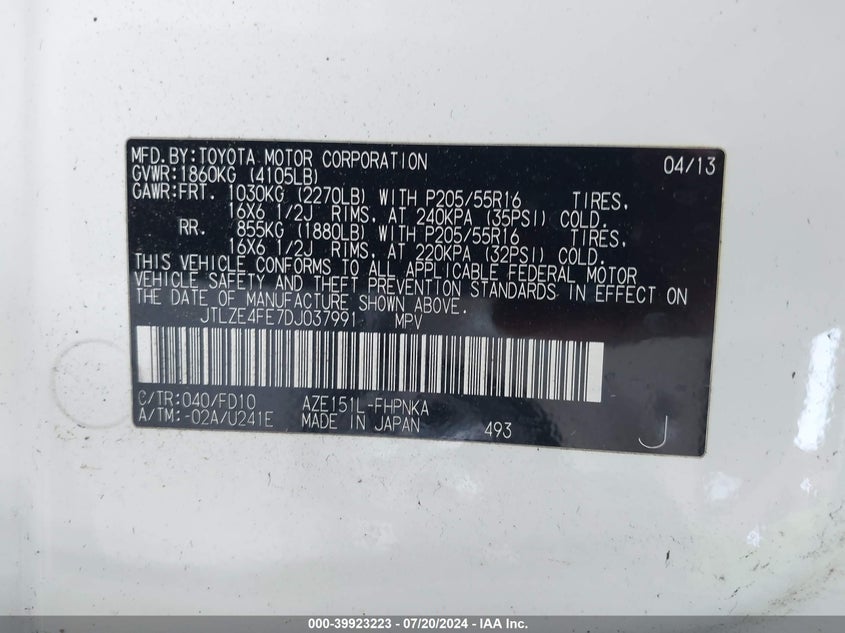 MFD.BY:TOYOTA MOTOR CORPORATION 04/13
GVWR:1860KG (4105LB)
GAWR:FRT. 1030KG (2270LB) WITH P205/55R16 TIRES,
16X6 1/2J RIMS, AT 240KPA (35PSI) COLD.
RR. 855KG (1880LB) WITH P205/55R16 TIRES,
16X6 1/2J RIMS, AT 220KPA (32PSI) COLD.
THIS VEHICLE CONFORMS TO ALL APPLICABLE FEDERAL MOTOR
VEHICLE SAFETY AND THEFT PREVENTION STANDARDS IN EFFECT ON
THE DATE OF MANUFACTURE SHOWN ABOVE.
JTLZE4FE7DJ037991 MPV
C/TR:040/FD10 AZE151L-FHPNKA
A/TM:-02A/U241E MADE IN JAPAN 493 J
000-39923223 - 07/20/2024 - IAA Inc.